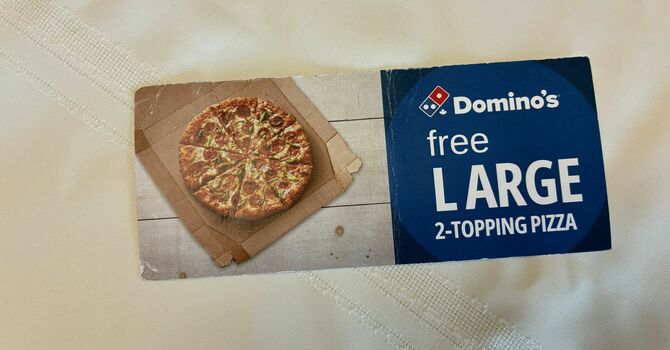 Domino's
free
LARGE
2-TOPPING PIZZA